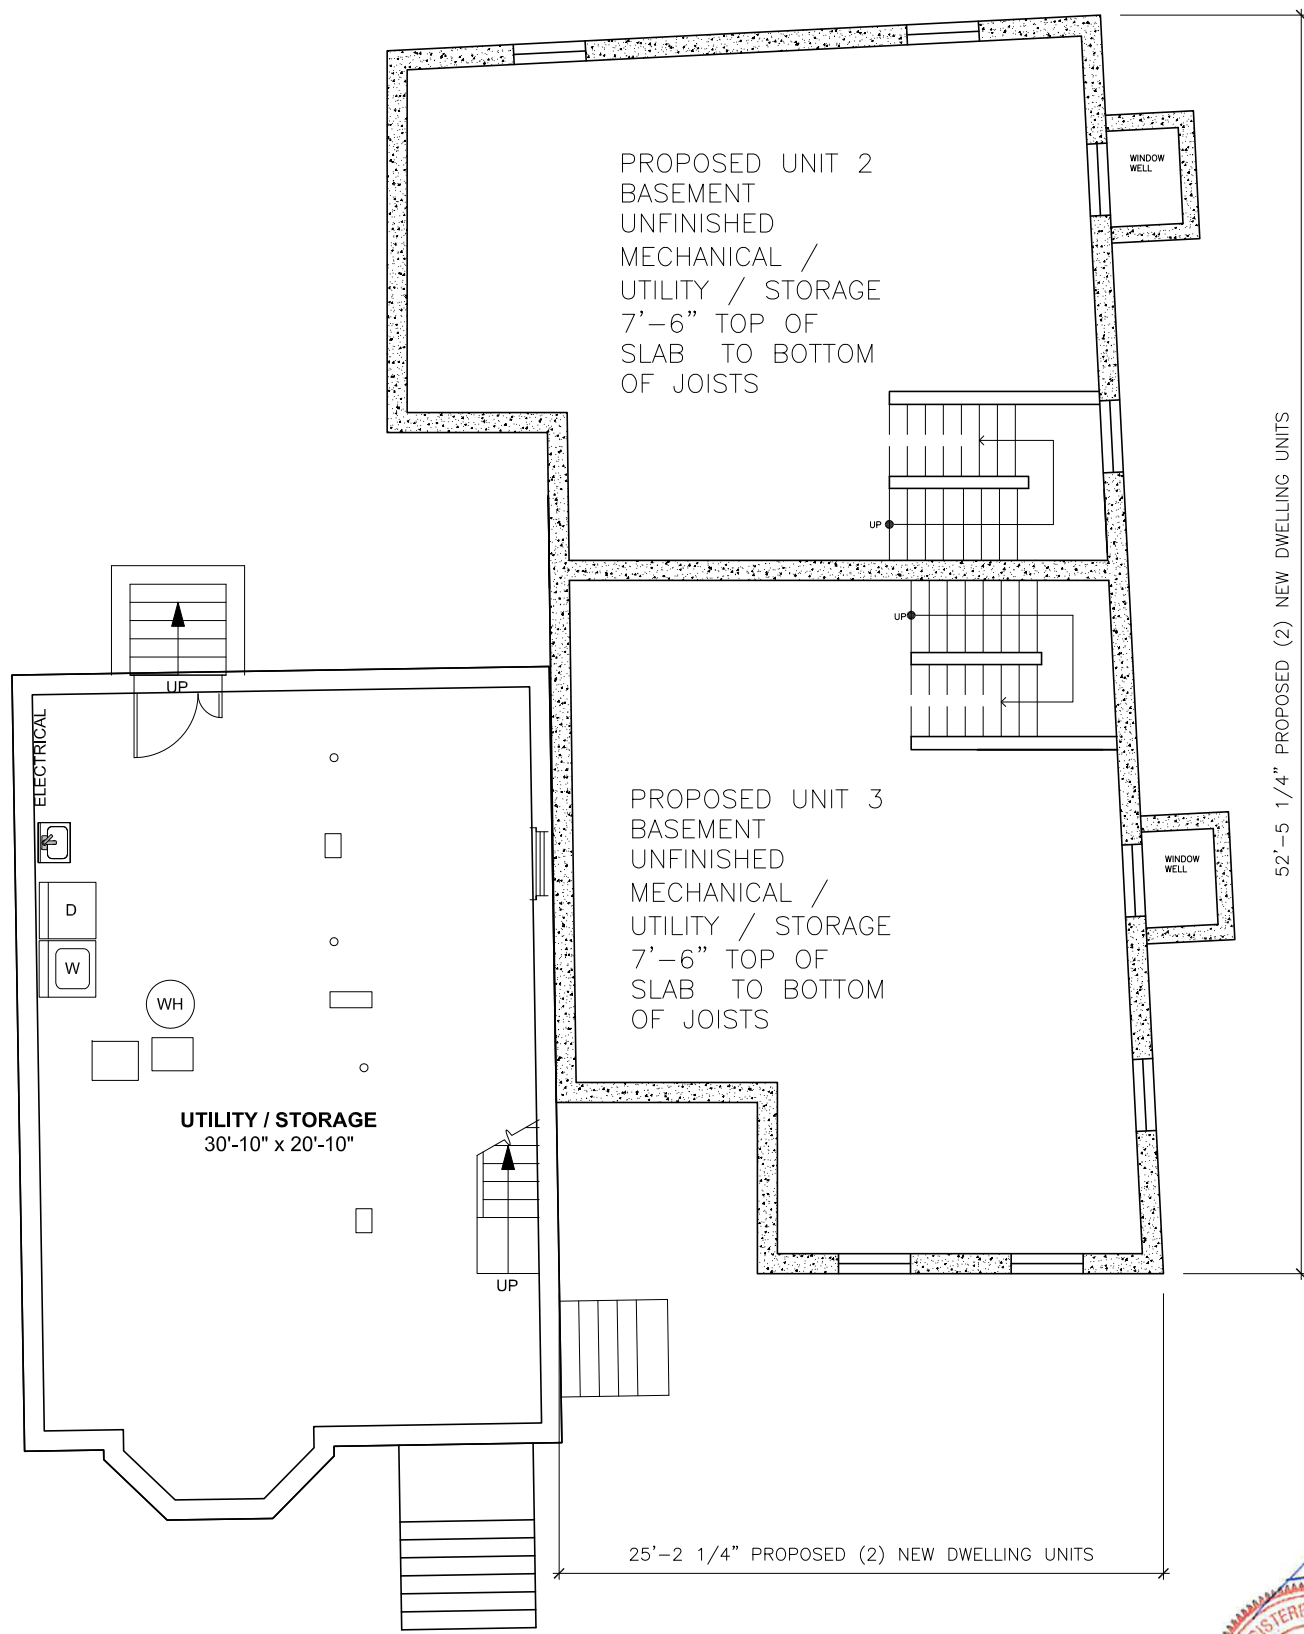 PROPOSED UNIT 2
BASEMENT
UNFINISHED
MECHANICAL /
UTILITY / STORAGE
7'-6" TOP OF
SLAB TO BOTTOM
OF JOISTS
WINDOW
WELL
UP
52'-5 1/4" PROPOSED (2) NEW DWELLING UNITS
UP
UP
ELECTRICAL
D
W
WH
UTILITY / STORAGE
30'-10" x 20'-10"
UP
PROPOSED UNIT 3
BASEMENT
UNFINISHED
MECHANICAL /
UTILITY / STORAGE
7'-6" TOP OF
SLAB TO BOTTOM
OF JOISTS
WINDOW
WELL
25'-2 1/4" PROPOSED (2) NEW DWELLING UNITS